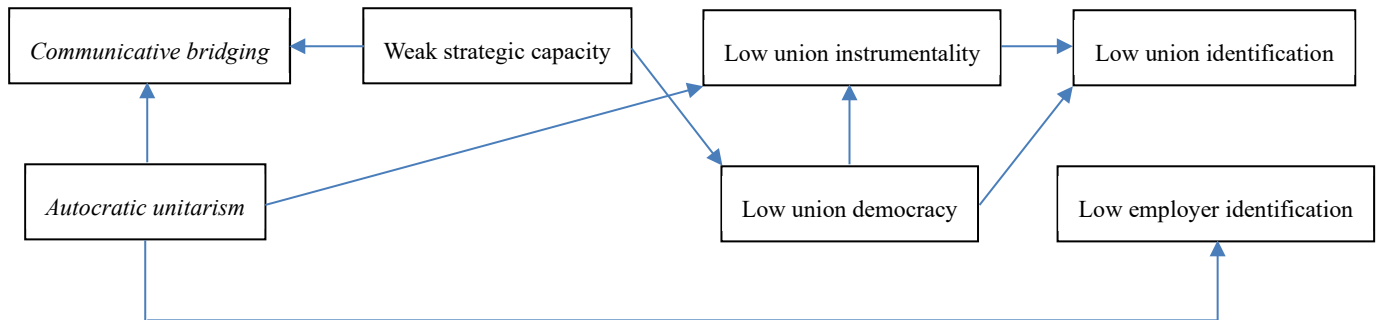 Communicative bridging
Weak strategic capacity
Low union instrumentality
Low union identification
Autocratic unitarism
Low union democracy
Low employer identification